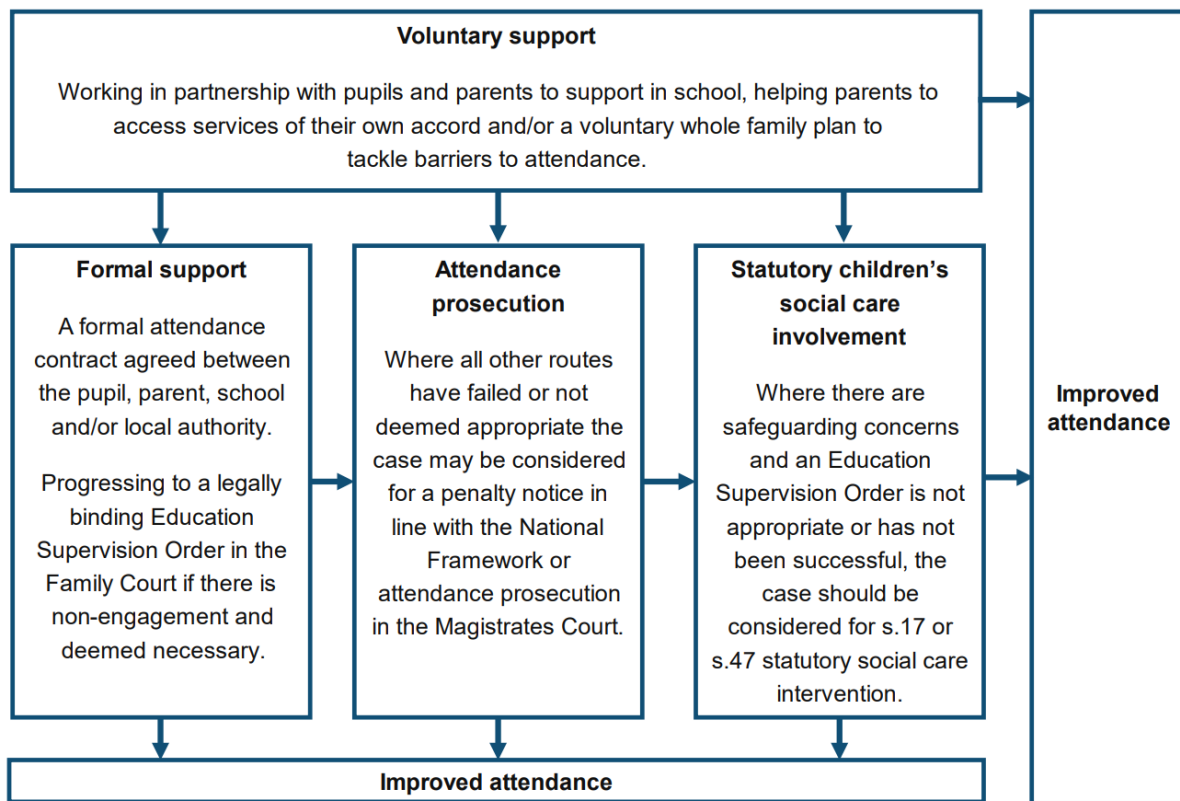 Voluntary support
Working in partnership with pupils and parents to support in school, helping parents to
access services of their own accord and/or a voluntary whole family plan to
tackle barriers to attendance.
Formal support
A formal attendance
contract agreed between
the pupil, parent, school
and/or local authority.
Progressing to a legally
binding Education
Supervision Order in the
Family Court if there is
non-engagement and
deemed necessary.
Attendance
prosecution
Where all other routes
have failed or not
deemed appropriate the
case may be considered
for a penalty notice in
line with the National
Framework or
attendance prosecution
in the Magistrates Court.
Statutory children’s
social care
involvement
Where there are
safeguarding concerns
and an Education
Supervision Order is not
appropriate or has not
been successful, the
case should be
considered for s.17 or
s.47 statutory social care
intervention.
Improved
attendance
Improved attendance